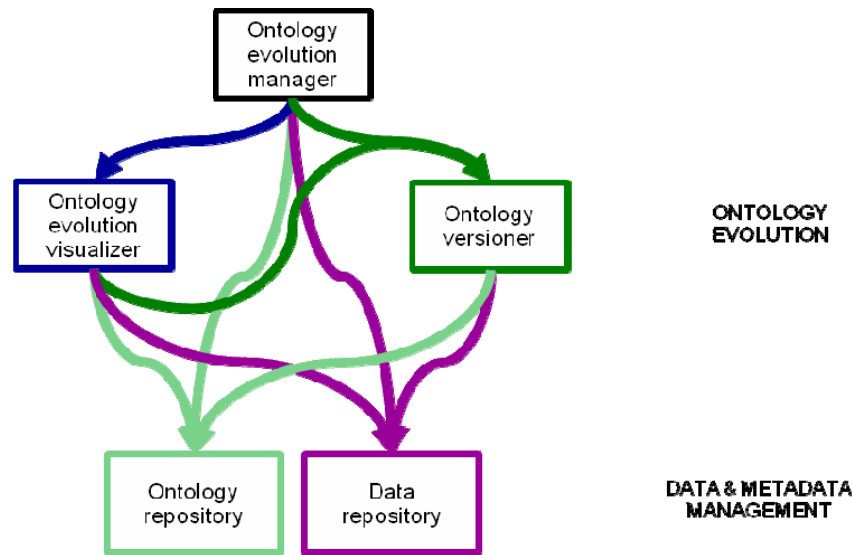 Ontology
evolution
manager
Ontology
evolution
visualizer
Ontology
versioner
ONTOLOGY
EVOLUTION
Ontology
repository
Data
repository
DATA & METADATA
MANAGEMENT